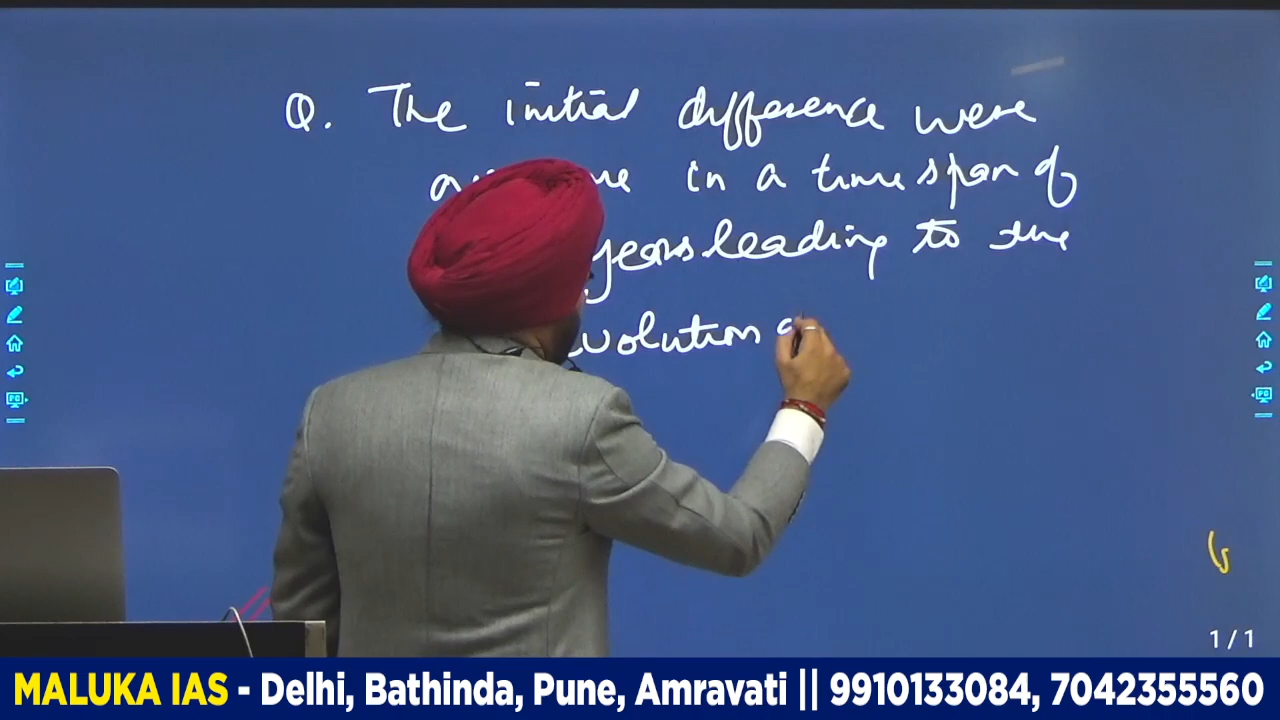 Q. The initial difference were
in a time span of
years leading to the
evolution
1/1
MALUKA IAS - Delhi, Bathinda, Pune, Amravati || 9910133084, 7042355560